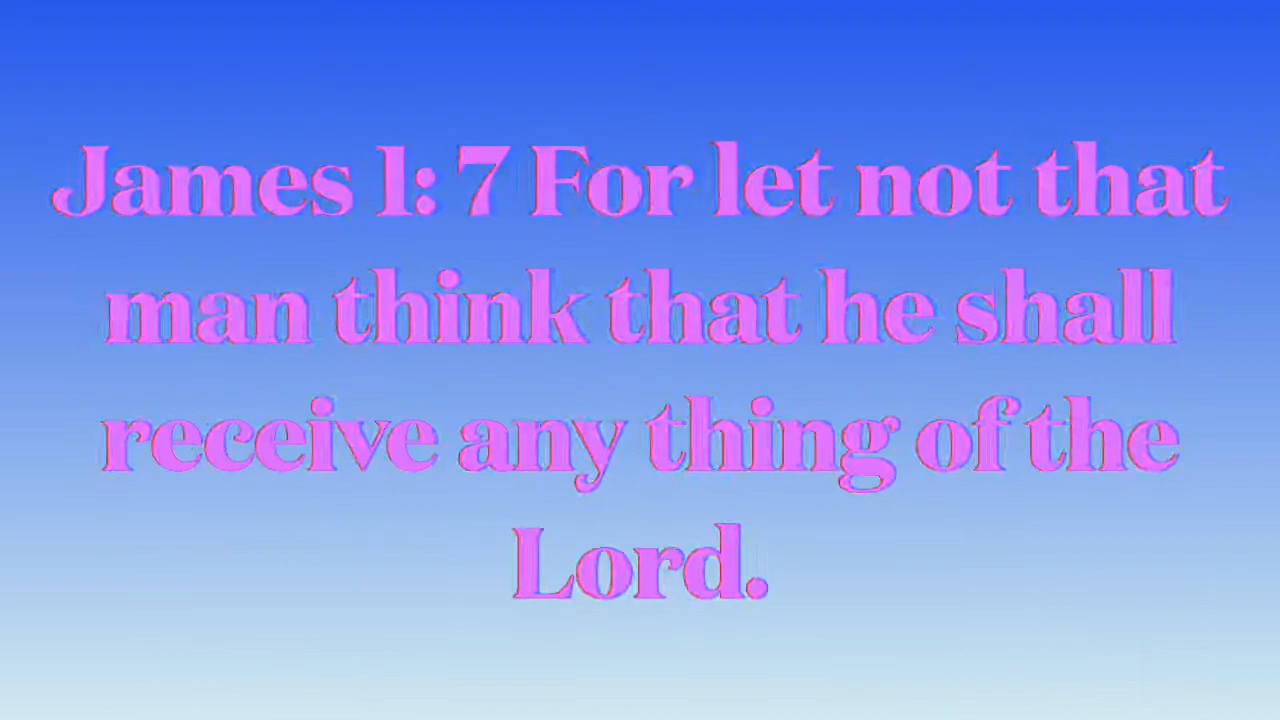 James 1: 7 For let not that
man think that he shall
receive any thing of the
Lord.